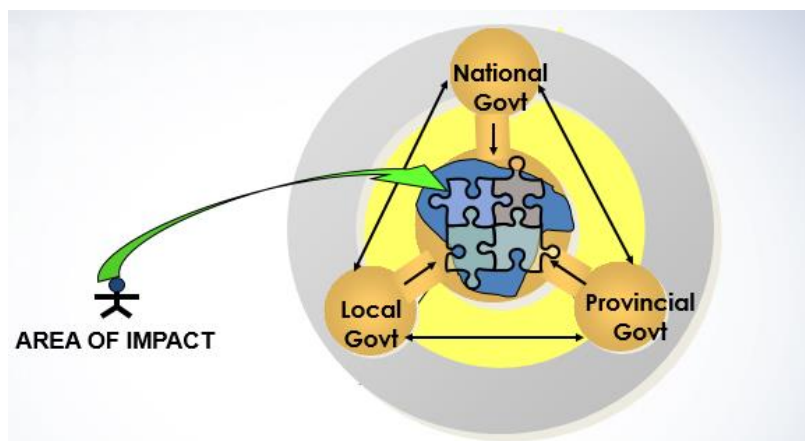 National
Govt
Local
Govt
Provincial
Govt
AREA OF IMPACT